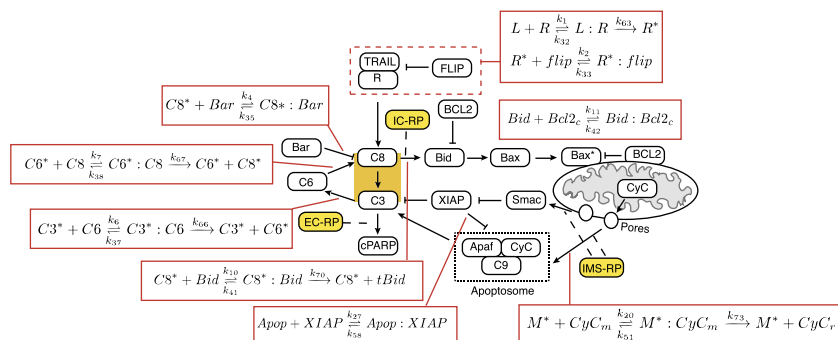 L + R ⇌ L : R → R*
k1
k32
k63
R* + flip ⇌ R* : flip
k2
k33
TRAIL
R
FLIP
C8* + Bar ⇌ C8* : Bar
k4
k35
IC-RP
BCL2
Bid + Bcl2c ⇌ Bid : Bcl2c
k11
k42
Bar
C8
Bid
Bax
Bax*
BCL2
C6* + C8 ⇌ C6* : C8 → C6* + C8*
k7
k38
k67
C6
CyC
C3
XIAP
Smac
Pores
C3* + C6 ⇌ C3* : C6 → C3* + C6*
k6
k37
k66
EC-RP
cPARP
Apaf
CyC
C9
Apoptosome
IMS-RP
C8* + Bid ⇌ C8* : Bid → C8* + tBid
k10
k41
k70
Apop + XIAP ⇌ Apop : XIAP
k27
k58
M* + CyCm ⇌ M* : CyCm → M* + CyCr
k20
k51
k73